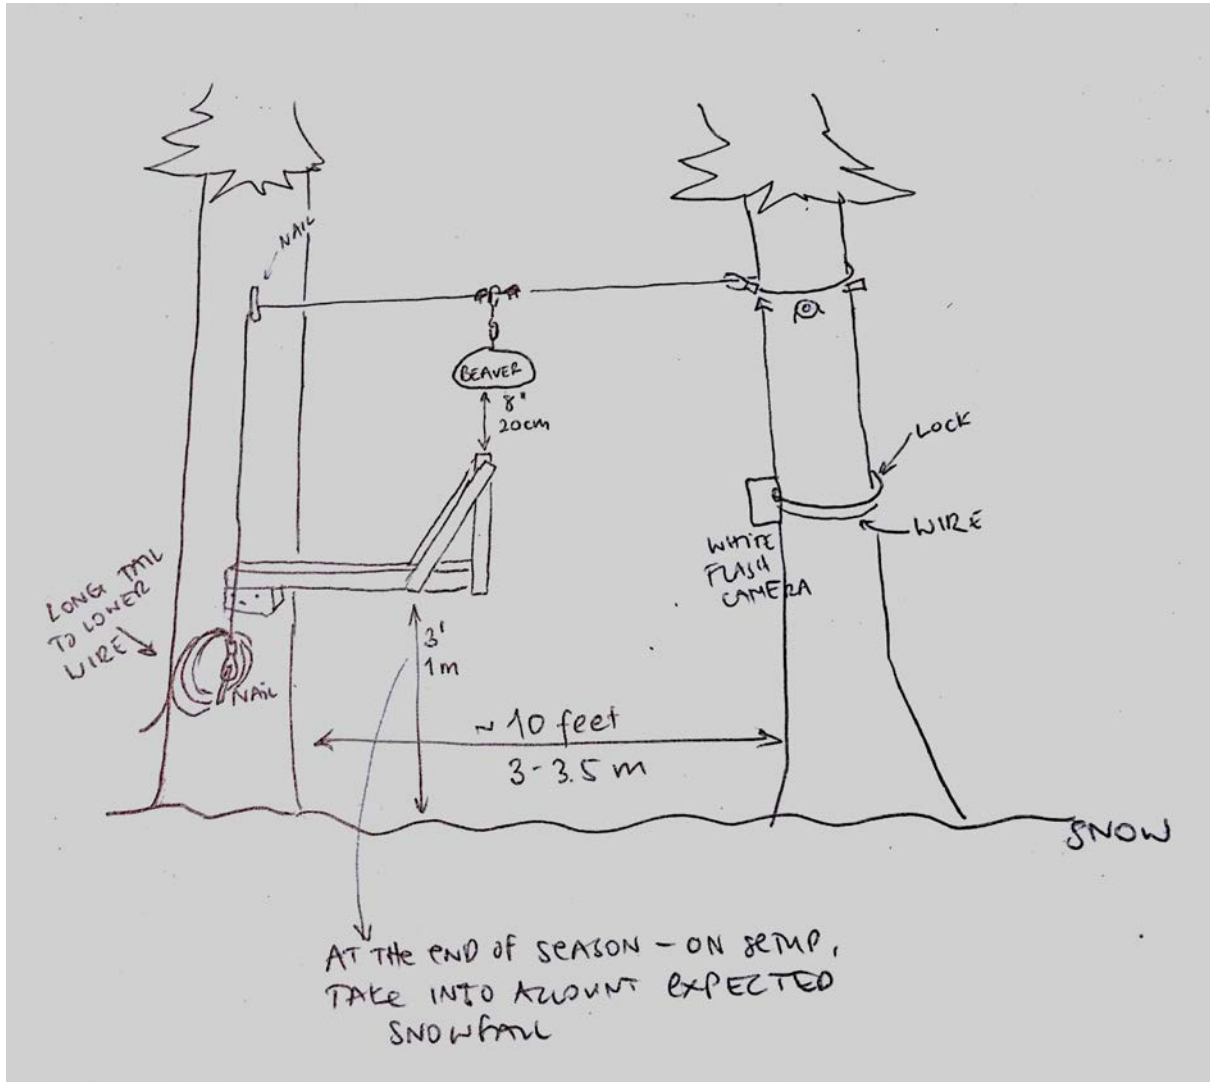 NAIL
BEAVER
8"
20cm
LOCK
WIRE
WHITE
FLASH
CAMERA
LONG TAIL
TO LOWER
WIRE
NAIL
3'
1m
~ 10 feet
3-3.5 m
SNOW
AT THE END OF SEASON - ON SETUP,
TAKE INTO ACCOUNT EXPECTED
SNOWFALL